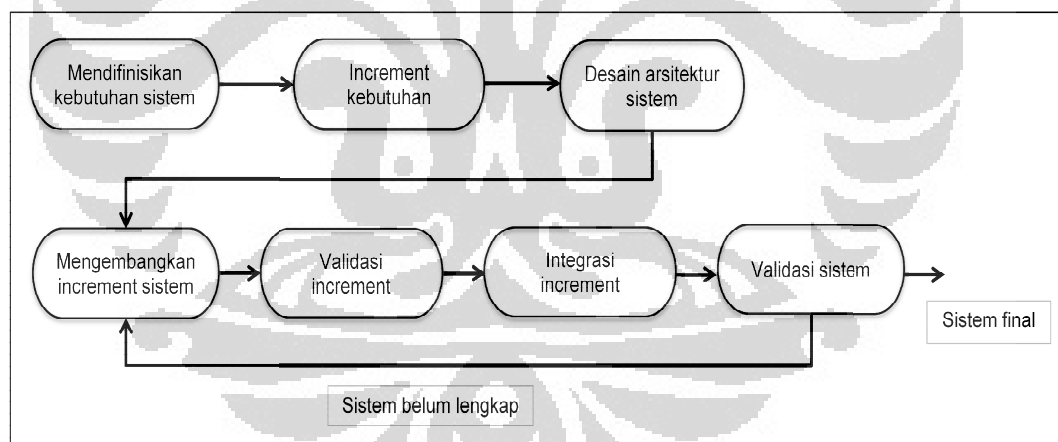 Mendifinisikan
kebutuhan sistem
Increment
kebutuhan
Desain arsitektur
sistem
Mengembangkan
increment sistem
Validasi
increment
Integrasi
increment
Validasi sistem
Sistem final
Sistem belum lengkap